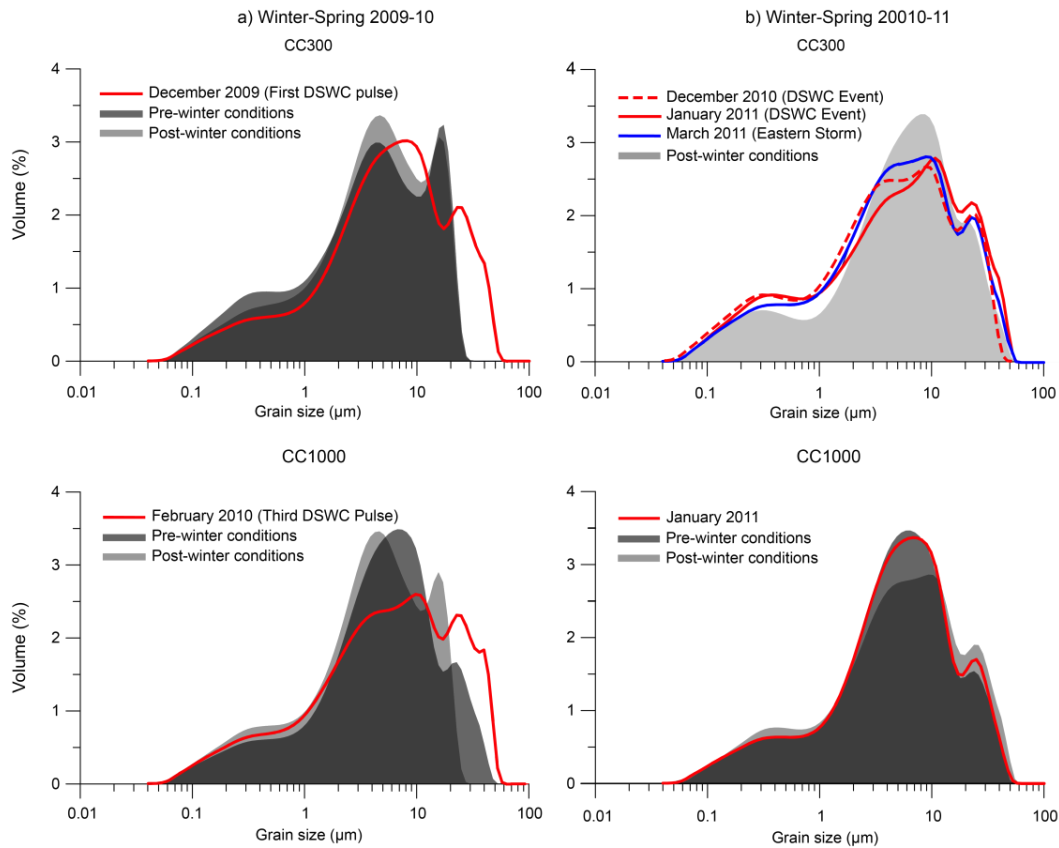 a) Winter-Spring 2009-10
CC300
4
3
2
1
0
Volume (%)
December 2009 (First DSWC pulse)
Pre-winter conditions
Post-winter conditions
0.01 0.1 1 10 100
Grain size (µm)
b) Winter-Spring 20010-11
CC300
4
3
2
1
0
December 2010 (DSWC Event)
January 2011 (DSWC Event)
March 2011 (Eastern Storm)
Post-winter conditions
0.01 0.1 1 10 100
Grain size (µm)
CC1000
4
3
2
1
0
Volume (%)
February 2010 (Third DSWC Pulse)
Pre-winter conditions
Post-winter conditions
0.01 0.1 1 10 100
Grain size (µm)
CC1000
4
3
2
1
0
January 2011
Pre-winter conditions
Post-winter conditions
0.01 0.1 1 10 100
Grain size (µm)